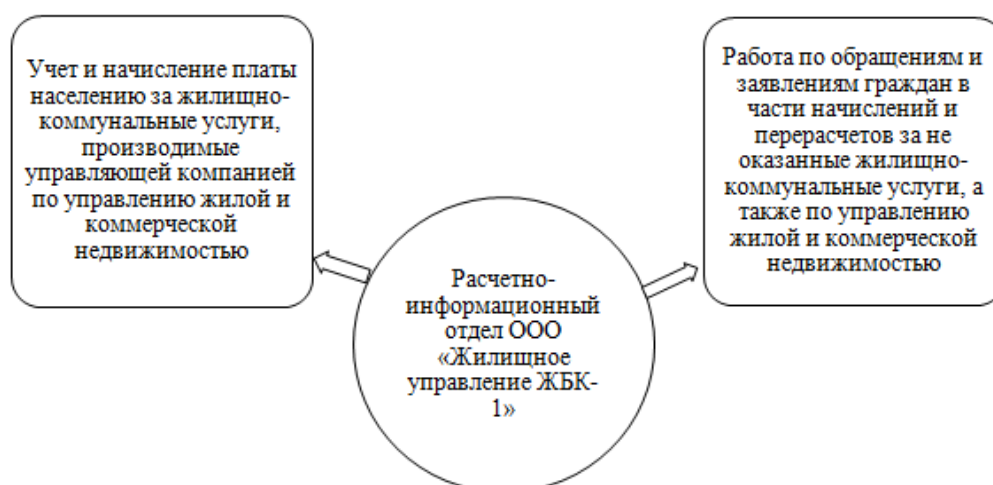 Учет и начисление платы
населению за жилищно-
коммунальные услуги,
производимые
управляющей компанией
по управлению жилой и
коммерческой
недвижимостью
Работа по обращениям и
заявлениям граждан в
части начислений и
перерасчетов за не
оказанные жилищно-
коммунальные услуги, а
также по управлению
жилой и коммерческой
недвижимостью
Расчетно-
информационный
отдел ООО
«Жилищное
управление ЖБК-
1»